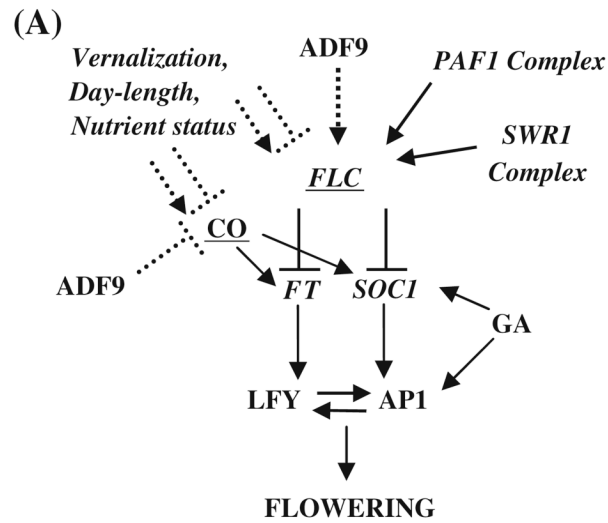 (A)
Vernalization,
Day-length,
Nutrient status
ADF9
PAF1 Complex
SWR1
Complex
FLC
CO
ADF9
FT
SOC1
GA
LFY
AP1
FLOWERING